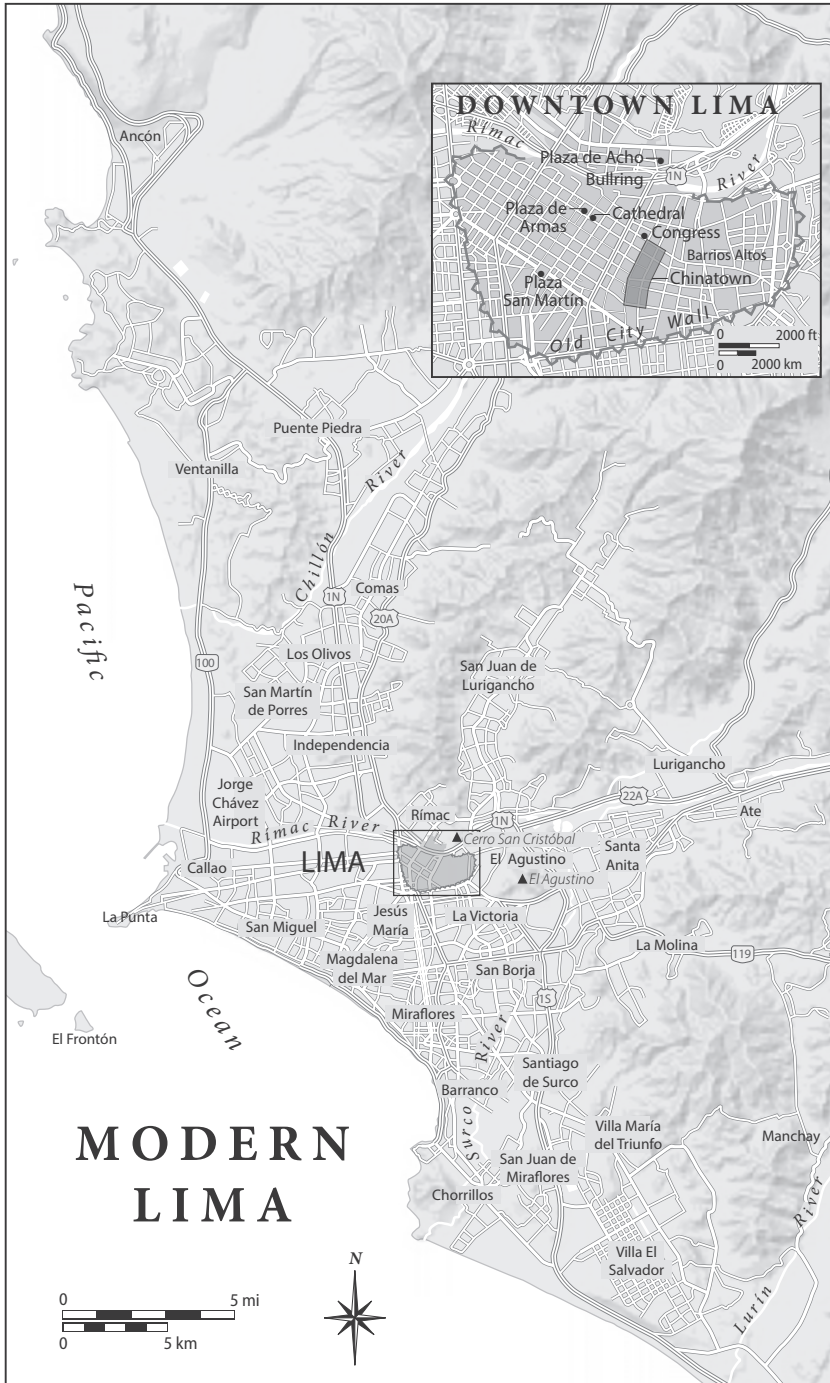 DOWNTOWN LIMA
Rímac
River
Plaza de Acho
Bullring
1N
Plaza de
Armas
Cathedral
Congress
Barrios Altos
Chinatown
Plaza
San Martín
Old City Wall
0 2000 ft
0 2000 km
Ancón
Puente Piedra
Ventanilla
Chillón River
Pacific
Comas
1N
20A
Los Olivos
100
San Juan de
Lurigancho
San Martín
de Porres
Independencia
Lurigancho
Jorge
Chávez
Airport
22A
Ate
Rímac
1N
Rímac River
Cerro San Cristóbal
Santa
Anita
LIMA
El Agustino
El Agustino
Callao
La Punta
Jesús
María
La Victoria
San Miguel
La Molina
119
Magdalena
del Mar
San Borja
Ocean
1S
Miraflores
El Frontón
Surco River
Santiago
de Surco
Barranco
Villa María
del Triunfo
Manchay
MODERN
LIMA
San Juan de
Miraflores
Chorrillos
Villa El
Salvador
Lurín River
N
0 5 mi
0 5 km